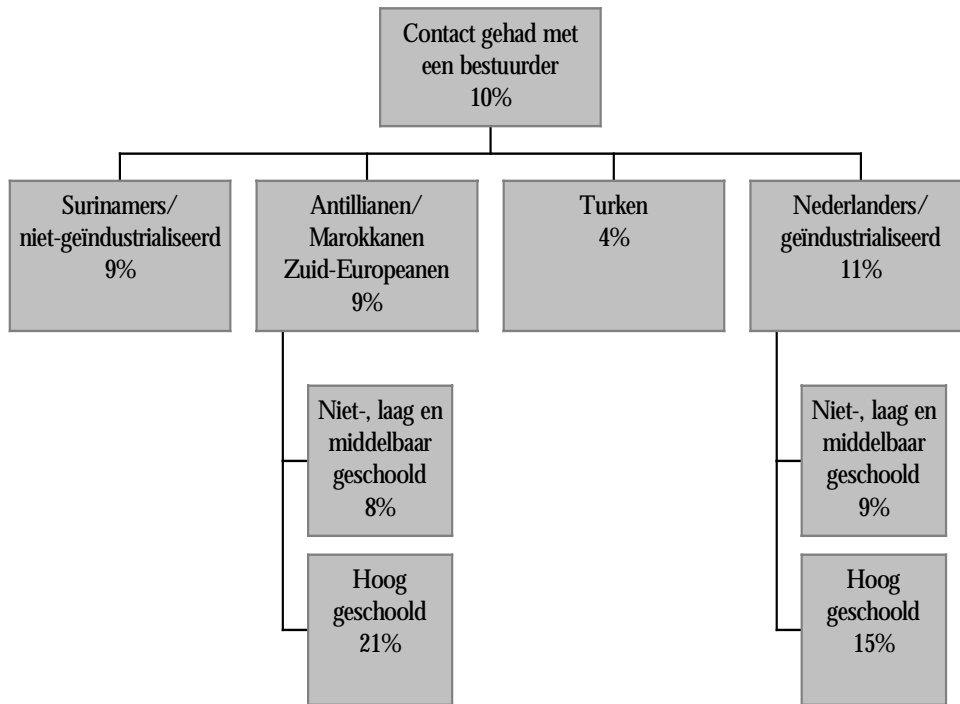 Contact gehad met
een bestuurder
10%
Surinamers/
niet-geïndustrialiseerd
9%
Antillianen/
Marokkanen
Zuid-Europeanen
9%
Turken
4%
Nederlanders/
geïndustrialiseerd
11%
Niet-, laag en
middelbaar
geschoold
8%
Hoog
geschoold
21%
Niet-, laag en
middelbaar
geschoold
9%
Hoog
geschoold
15%